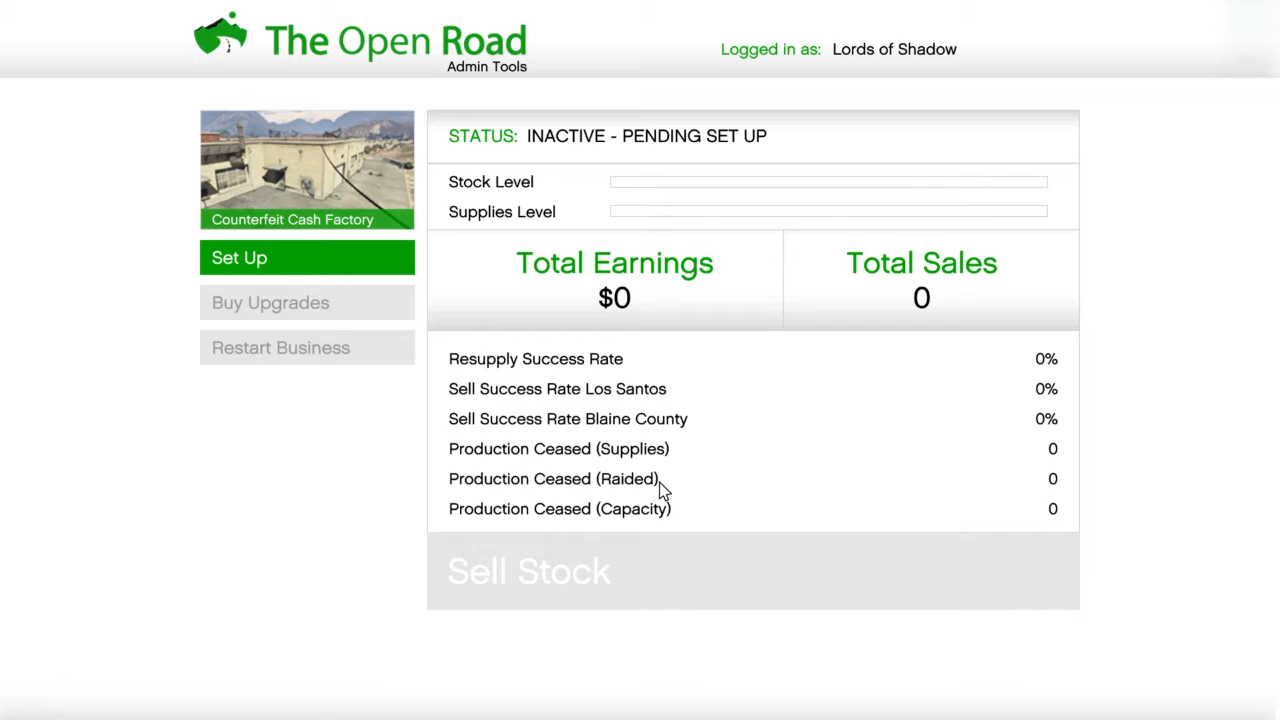 The Open Road
Admin Tools
Logged in as: Lords of Shadow
Counterfeit Cash Factory
Set Up
Buy Upgrades
Restart Business
STATUS: INACTIVE - PENDING SET UP
Stock Level
Supplies Level
Total Earnings
$0
Total Sales
0
Resupply Success Rate 0%
Sell Success Rate Los Santos 0%
Sell Success Rate Blaine County 0%
Production Ceased (Supplies) 0
Production Ceased (Raided) 0
Production Ceased (Capacity) 0
Sell Stock